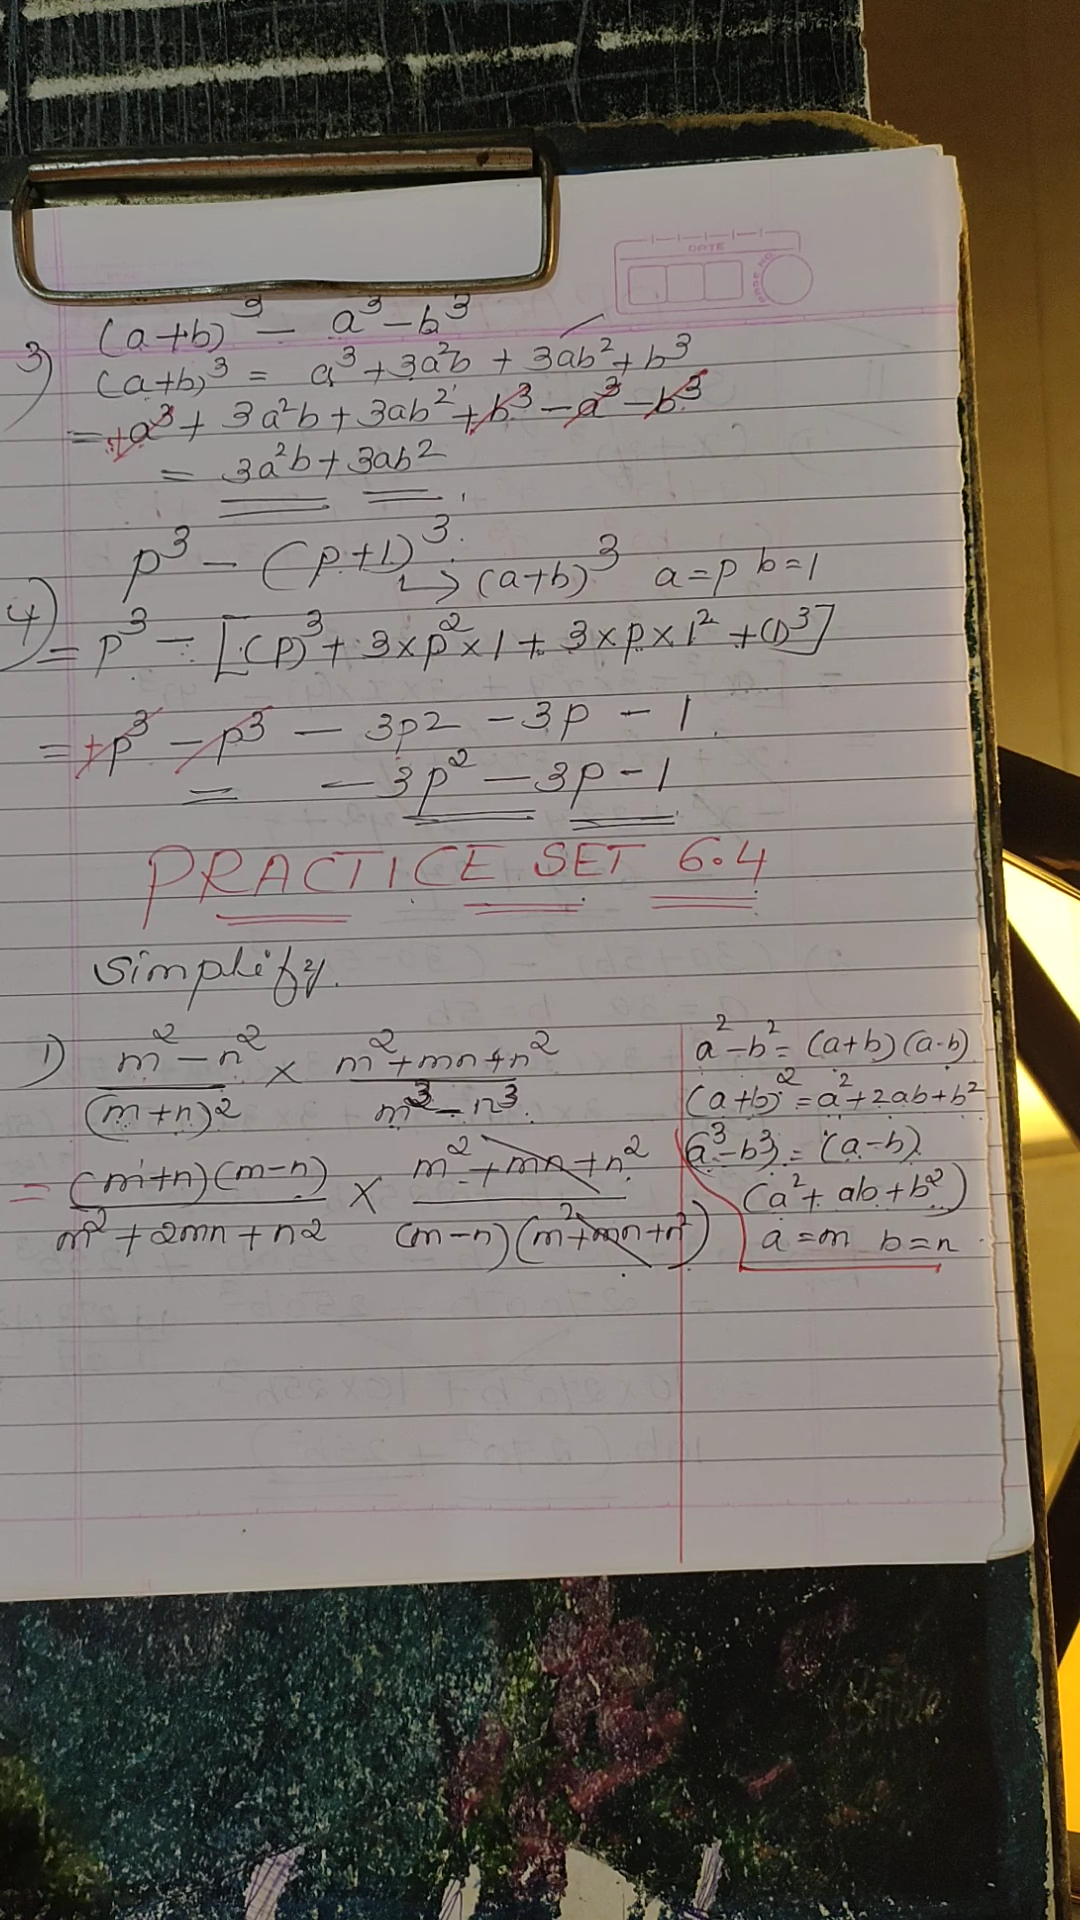 DATE
PAGE NO.
3) (a+b)³ – a³ – b³
(a+b)³ = a³ + 3a²b + 3ab² + b³
= +a³ + 3a²b + 3ab² + b³ – a³ – b³
= 3a²b + 3ab²
4) p³ – (p+1)³
↳ (a+b)³ a=p b=1
= p³ – [(p)³ + 3×p²×1 + 3×p×1² + (1)³]
= +p³ – p³ – 3p2 – 3p – 1
= –3p² – 3p – 1
PRACTICE SET 6.4
Simplify.
1) m² – n² / (m+n)2 × m² + mn + n² / m³ – n³
= (m+n)(m–n) / m² + 2mn + n2 × m² + mn + n² / (m–n)(m²+mn+n²)
a² – b² = (a+b)(a-b)
(a+b)² = a² + 2ab + b²
a³ – b³ = (a–b)
(a² + ab + b²)
a = m b = n